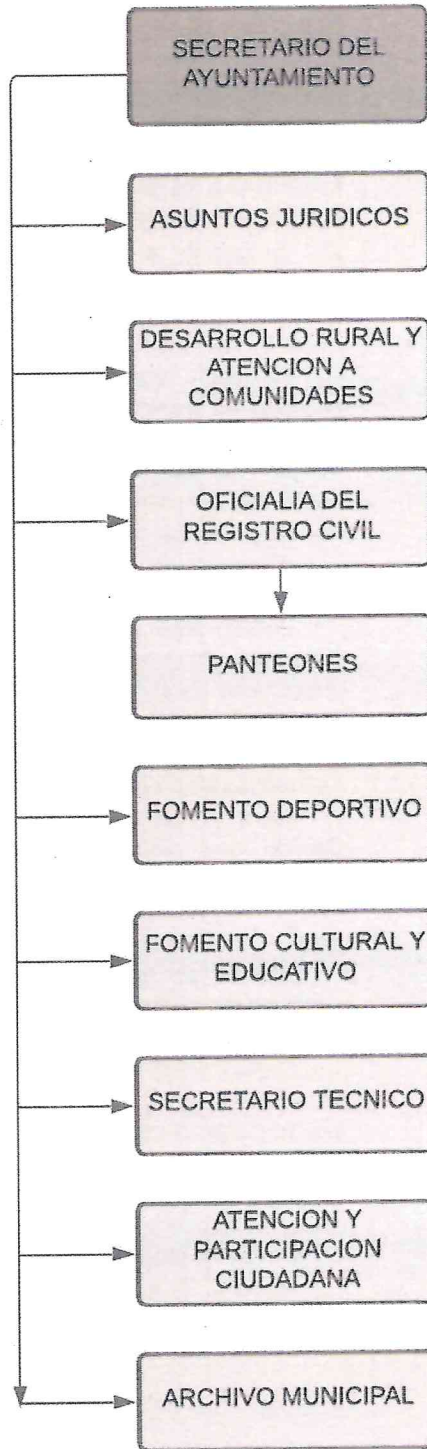 SECRETARIO DEL
AYUNTAMIENTO
ASUNTOS JURIDICOS
DESARROLLO RURAL Y
ATENCION A
COMUNIDADES
OFICIALIA DEL
REGISTRO CIVIL
PANTEONES
FOMENTO DEPORTIVO
FOMENTO CULTURAL Y
EDUCATIVO
SECRETARIO TECNICO
ATENCION Y
PARTICIPACION
CIUDADANA
ARCHIVO MUNICIPAL